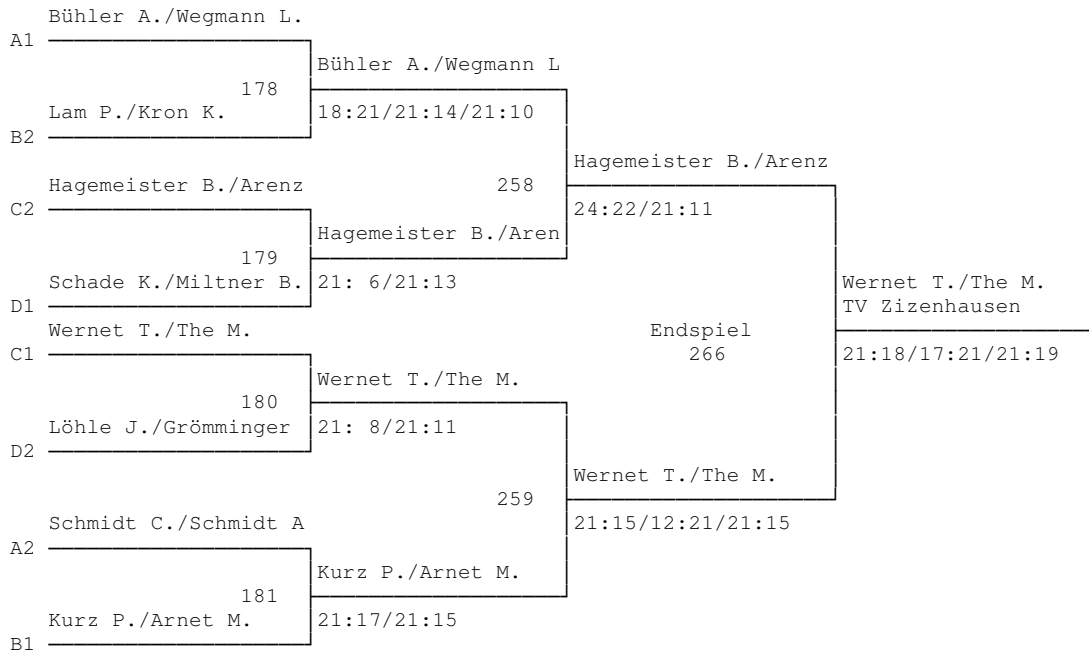 Bühler A./Wegmann L.
A1
Bühler A./Wegmann L
178
Lam P./Kron K. 18:21/21:14/21:10
B2
Hagemeister B./Arenz
Hagemeister B./Arenz 258
C2 24:22/21:11
Hagemeister B./Aren
179
Schade K./Miltner B. 21: 6/21:13 Wernet T./The M.
D1 TV Zizenhausen
Wernet T./The M. Endspiel
C1 266 21:18/17:21/21:19
Wernet T./The M.
180
Löhle J./Grömminger 21: 8/21:11
D2
Wernet T./The M.
259
Schmidt C./Schmidt A 21:15/12:21/21:15
A2
Kurz P./Arnet M.
181
Kurz P./Arnet M. 21:17/21:15
B1